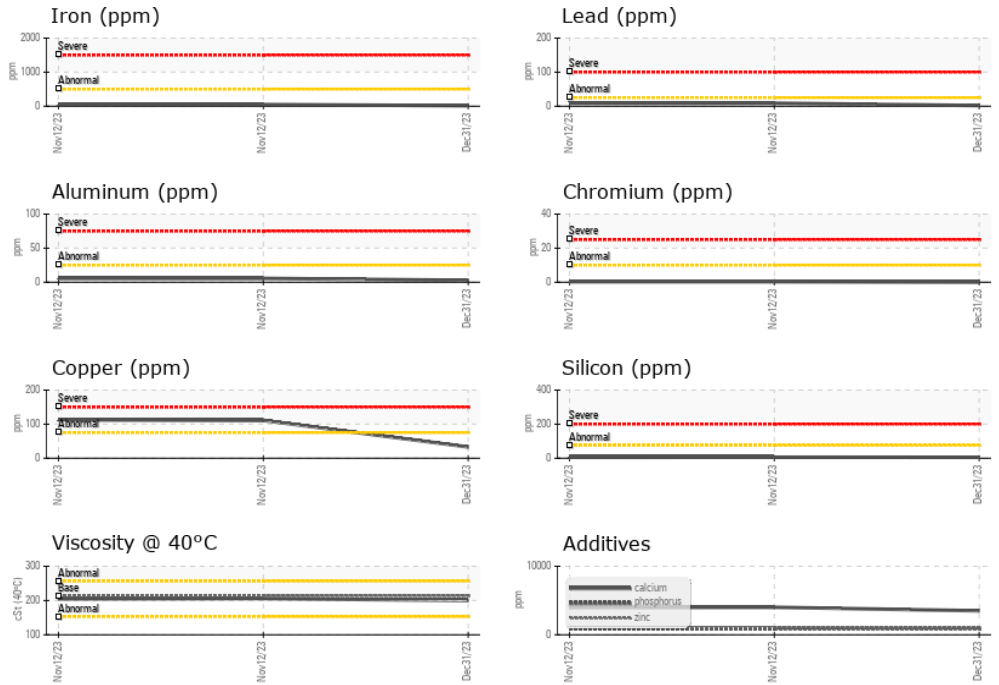 Iron (ppm)
2000
1000
0
ppm
Severe
Abnormal
Nov12/23
Nov12/23
Dec31/23
Lead (ppm)
200
100
0
ppm
Severe
Abnormal
Nov12/23
Nov12/23
Dec31/23
Aluminum (ppm)
100
50
0
ppm
Severe
Abnormal
Nov12/23
Nov12/23
Dec31/23
Chromium (ppm)
40
20
0
ppm
Severe
Abnormal
Nov12/23
Nov12/23
Dec31/23
Copper (ppm)
200
100
0
ppm
Severe
Abnormal
Nov12/23
Nov12/23
Dec31/23
Silicon (ppm)
400
200
0
ppm
Severe
Abnormal
Nov12/23
Nov12/23
Dec31/23
Viscosity @ 40°C
300
200
100
cSt (40°C)
Abnormal
Base
Abnormal
Nov12/23
Nov12/23
Dec31/23
Additives
10000
0
ppm
calcium
phosphorus
zinc
Nov12/23
Nov12/23
Dec31/23